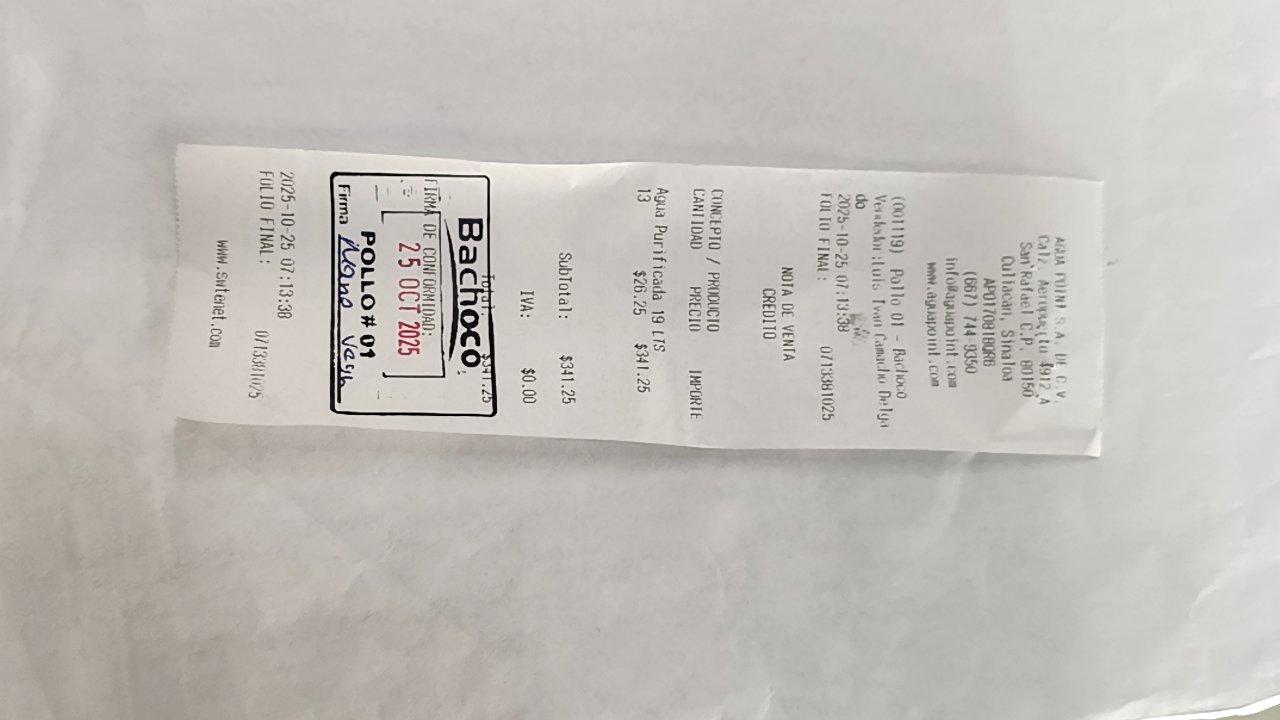 AGUA POINT S.A. DE C.V.
Calz. Aeropuerto 4912 A
San Rafael C.P. 80150
Culiacan, Sinaloa
APO170818QR6
(667) 744-9350
info@aguapoint.com
www.aguapoint.com
(001119) Pollo 01 - Bachoco
Vendedor:Luis Ivan Camacho Delga
do
2025-10-25 07:13:38
FOLIO FINAL: 0713381025
NOTA DE VENTA
CREDITO
CONCEPTO / PRODUCTO
CANTIDAD PRECIO IMPORTE
Agua Purificada 19 LTS
13 $26.25 $341.25
SubTotal: $341.25
IVA: $0.00
Total: $341.25
Bachoco
FIRMA DE CONFORMIDAD:
25 OCT 2025
POLLO # 01
Firma
2025-10-25 07:13:38
FOLIO FINAL: 0713381025
www.swtenet.com